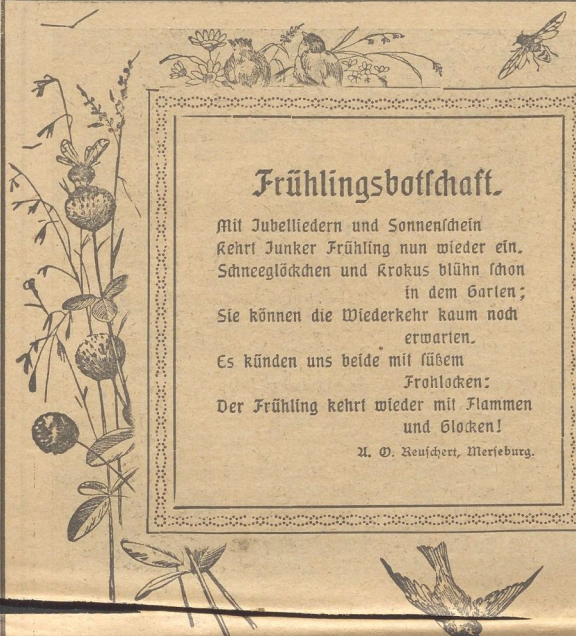 Frühlingsbotſchaft.
Mit Jubelliedern und Sonnenſchein
Kehrt Junker Frühling nun wieder ein.
Schneeglöckchen und Krokus blühn ſchon
in dem Garten;
Sie können die Wiederkehr kaum noch
erwarten.
Es künden uns beide mit ſüßem
Frohlocken:
Der Frühling kehrt wieder mit Flammen
und Glocken!
A. O. Reuſchert, Merſeburg.